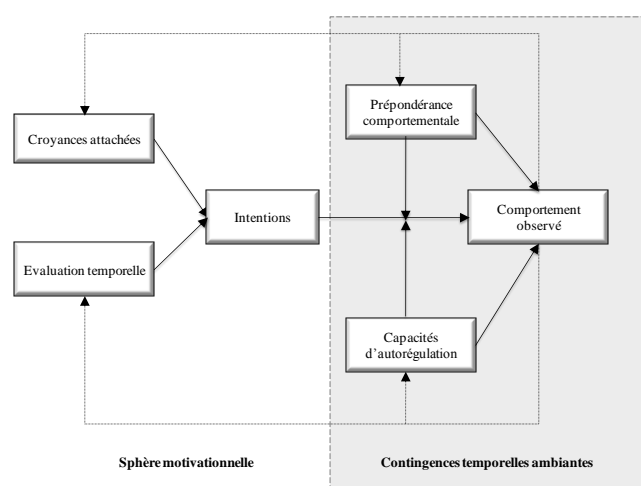 Croyances attachées
Evaluation temporelle
Intentions
Prépondérance
comportementale
Comportement
observé
Capacités
d'autorégulation
Sphère motivationnelle
Contingences temporelles ambiantes